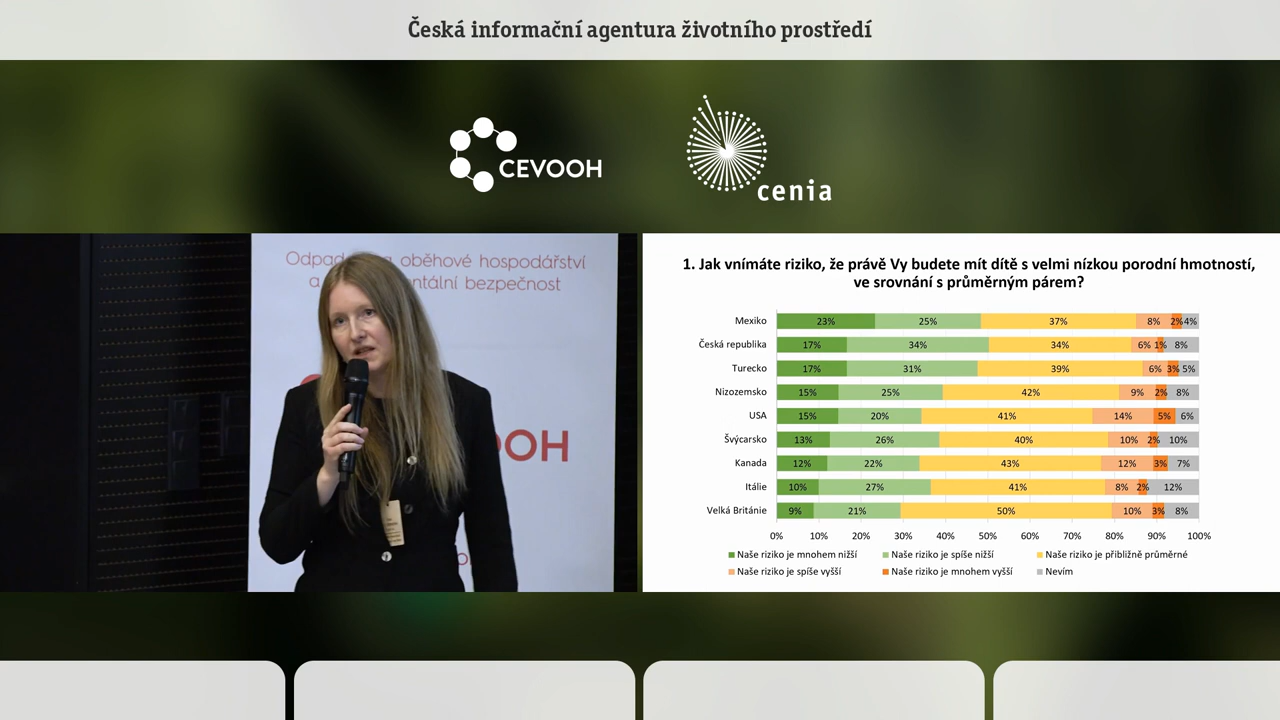 Česká informační agentura životního prostředí
CEVOOH
cenia
oběhové hospodářství
bezpečnost
OOH
1. Jak vnímáte riziko, že právě Vy budete mít dítě s velmi nízkou porodní hmotností,
ve srovnání s průměrným párem?
Mexiko 23% 25% 37% 8% 2% 4%
Česká republika 17% 34% 34% 6% 1% 8%
Turecko 17% 31% 39% 6% 3% 5%
Nizozemsko 15% 25% 42% 9% 2% 8%
USA 15% 20% 41% 14% 5% 6%
Švýcarsko 13% 26% 40% 10% 2% 10%
Kanada 12% 22% 43% 12% 3% 7%
Itálie 10% 27% 41% 8% 2% 12%
Velká Británie 9% 21% 50% 10% 3% 8%
0% 10% 20% 30% 40% 50% 60% 70% 80% 90% 100%
Naše riziko je mnohem nižší Naše riziko je spíše nižší Naše riziko je přibližně průměrné
Naše riziko je spíše vyšší Naše riziko je mnohem vyšší Nevím